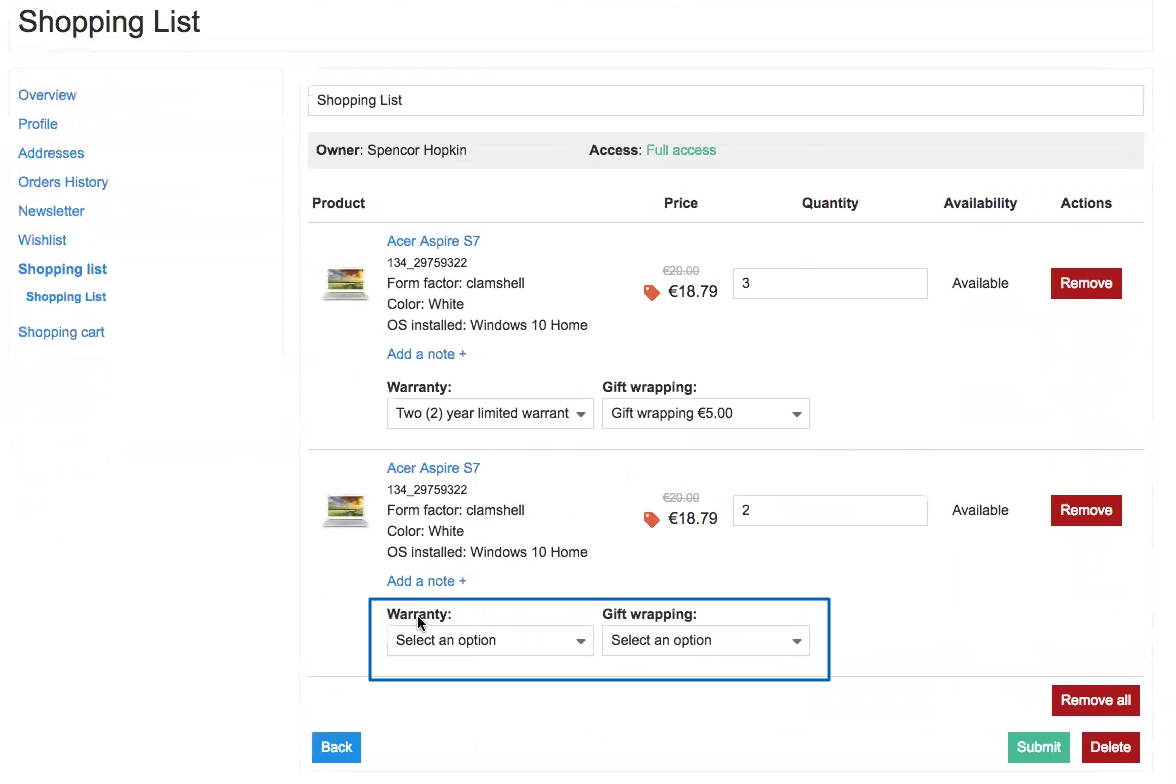 Shopping List
Overview
Profile
Addresses
Orders History
Newsletter
Wishlist
Shopping list
Shopping List
Shopping cart
Shopping List
Owner: Spencor Hopkin Access: Full access
Product Price Quantity Availability Actions
Acer Aspire S7
134_29759322
Form factor: clamshell
Color: White
OS installed: Windows 10 Home
€20.00
€18.79 3 Available Remove
Add a note +
Warranty: Gift wrapping:
Two (2) year limited warrant Gift wrapping €5.00
Acer Aspire S7
134_29759322
Form factor: clamshell
Color: White
OS installed: Windows 10 Home
€20.00
€18.79 2 Available Remove
Add a note +
Warranty: Gift wrapping:
Select an option Select an option
Remove all
Back Submit Delete